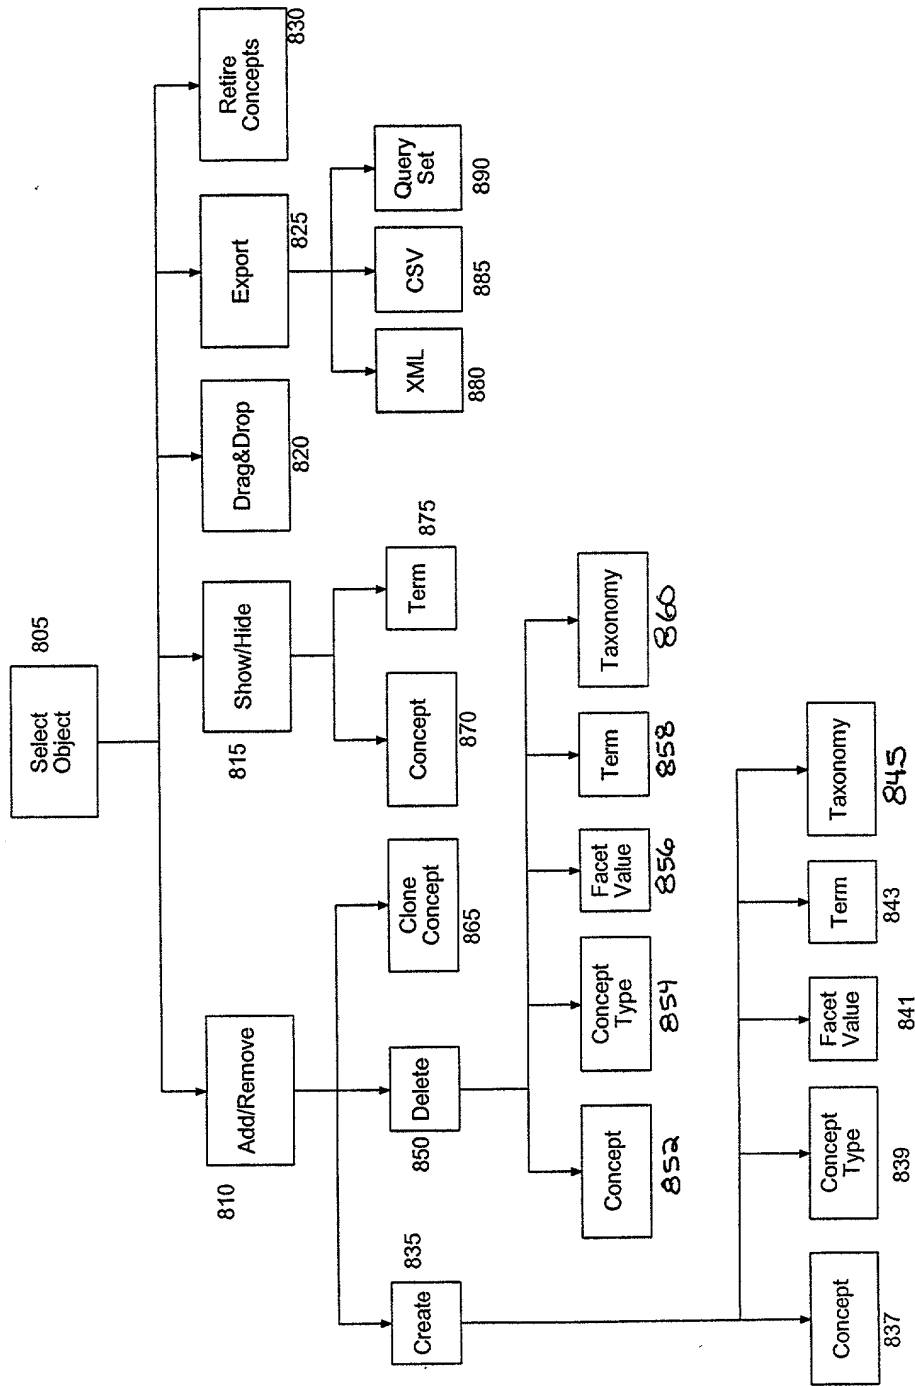 Select
Object
805
Add/Remove
810
Show/Hide
815
Drag&Drop
820
Export
825
Retire
Concepts
830
Create
835
Delete
850
Clone
Concept
865
Concept
870
Term
875
XML
880
CSV
885
Query
Set
890
Concept
852
Concept
Type
854
Facet
Value
856
Term
858
Taxonomy
860
Concept
837
Concept
Type
839
Facet
Value
841
Term
843
Taxonomy
845